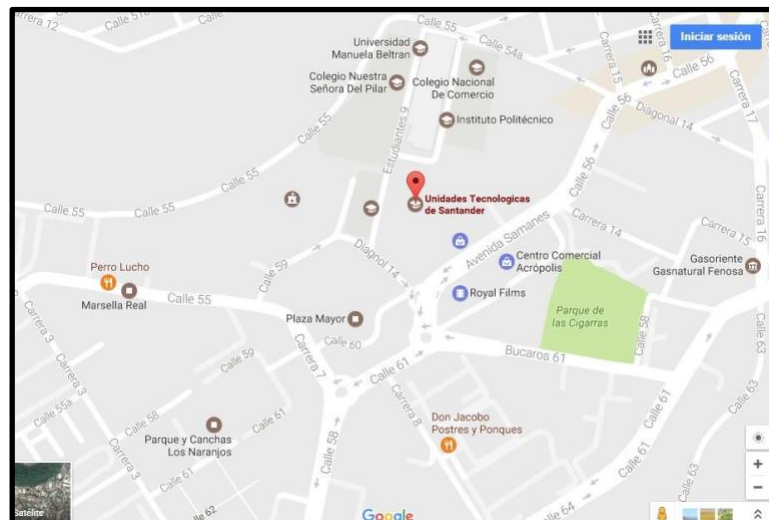 Carrera 12
Universidad
Manuela Beltran
Calle 55
Calle 54a
Carrera 15
Carrera 16
Iniciar sesión
Calle 56
Colegio Nuestra
Señora Del Pilar
Colegio Nacional
De Comercio
Carrera 17
Calle 55
Estudiantes 9
Instituto Politécnico
Calle 56
Diagonal 14
Calle 55
Calle 55
Unidades Tecnologicas
de Santander
Avenida Samanes
Carrera 14
Carrera 15
Carrera 16
Calle 59
Diagnol 14
Centro Comercial
Acrópolis
Gasoriente
Gasnatural Fenosa
Perro Lucho
Marsella Real
Calle 55
Royal Films
Plaza Mayor
Parque de
las Cigarras
Calle 58
Calle 63
Carrera 3
Carrera 3
Calle 59
Carrera 7
Calle 60
Calle 61
Bucaros 61
Calle 63
Calle 55a
Calle 58
Calle 61
Carrera 8
Calle 61
Parque y Canchas
Los Naranjos
Don Jacobo
Postres y Ponques
Carrera 3
Calle 58
Calle 61
Calle 64
Satélite
Calle 62
Google